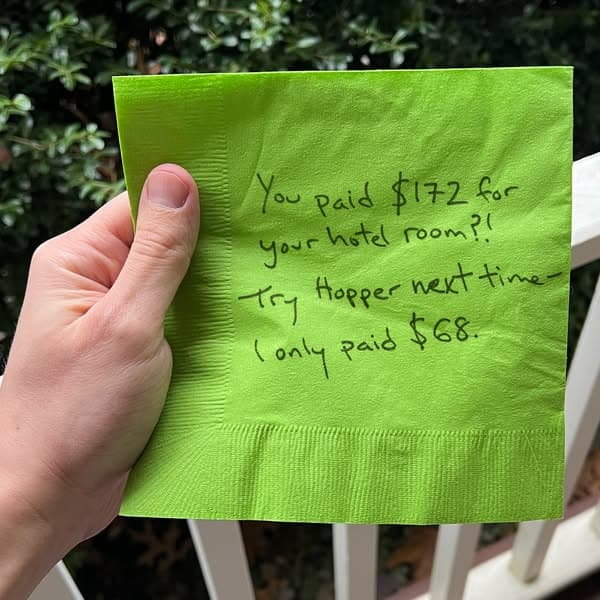 You paid $172 for
your hotel room?!
Try Hopper next time-
I only paid $68.